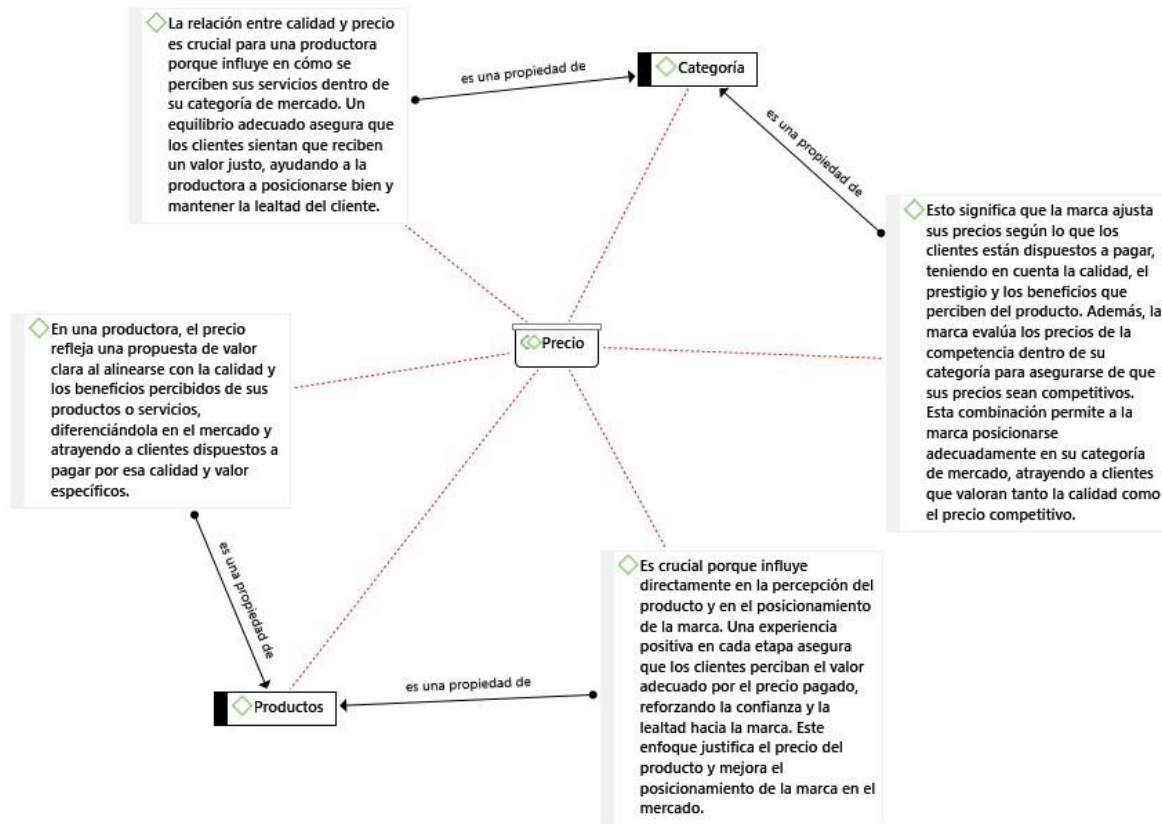 La relación entre calidad y precio
es crucial para una productora
porque influye en cómo se
perciben sus servicios dentro de
su categoría de mercado. Un
equilibrio adecuado asegura que
los clientes sientan que reciben
un valor justo, ayudando a la
productora a posicionarse bien y
mantener la lealtad del cliente.
es una propiedad de
Categoría
es una propiedad de
Esto significa que la marca ajusta
sus precios según lo que los
clientes están dispuestos a pagar,
teniendo en cuenta la calidad, el
prestigio y los beneficios que
perciben del producto. Además, la
marca evalúa los precios de la
competencia dentro de su
categoría para asegurarse de que
sus precios sean competitivos.
Esta combinación permite a la
marca posicionarse
adecuadamente en su categoría
de mercado, atrayendo a clientes
que valoran tanto la calidad como
el precio competitivo.
Precio
En una productora, el precio
refleja una propuesta de valor
clara al alinearse con la calidad y
los beneficios percibidos de sus
productos o servicios,
diferenciándola en el mercado y
atrayendo a clientes dispuestos a
pagar por esa calidad y valor
específicos.
es una propiedad de
Productos
es una propiedad de
Es crucial porque influye
directamente en la percepción del
producto y en el posicionamiento
de la marca. Una experiencia
positiva en cada etapa asegura
que los clientes perciban el valor
adecuado por el precio pagado,
reforzando la confianza y la
lealtad hacia la marca. Este
enfoque justifica el precio del
producto y mejora el
posicionamiento de la marca en el
mercado.